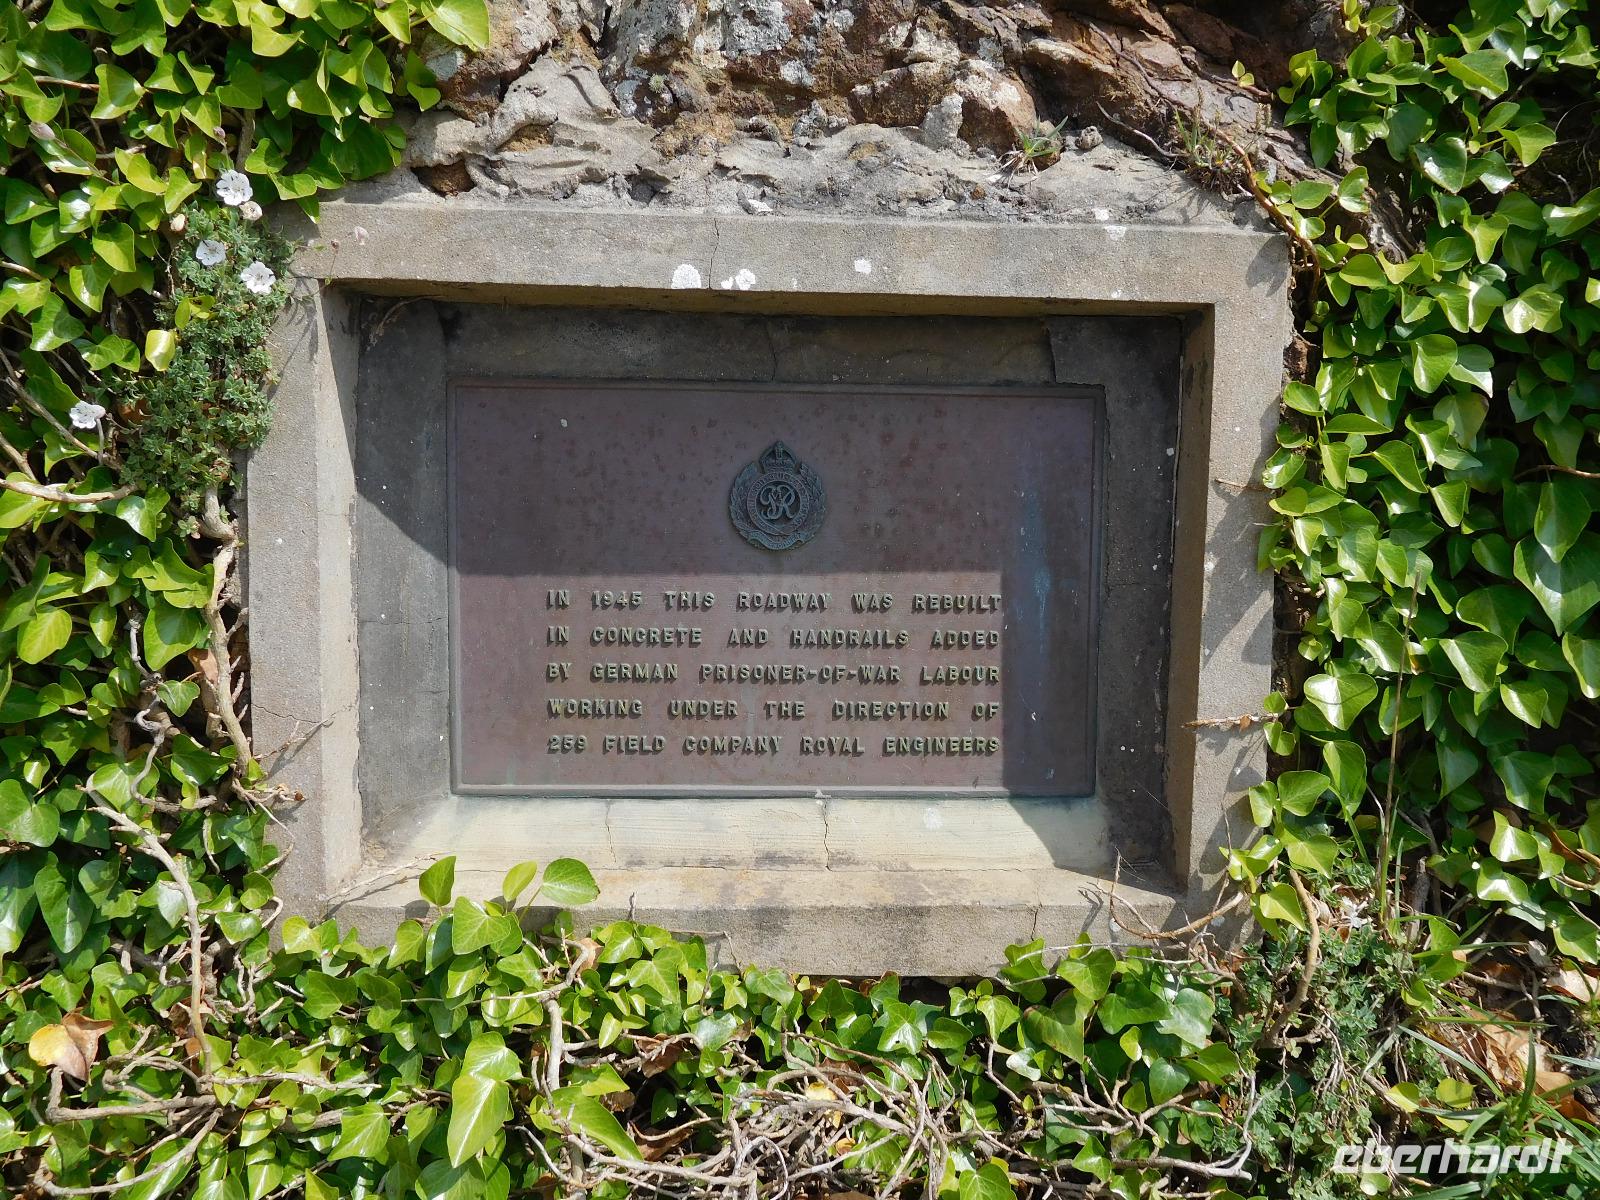 GR
IN 1945 THIS ROADWAY WAS REBUILT
IN CONCRETE AND HANDRAILS ADDED
BY GERMAN PRISONER-OF-WAR LABOUR
WORKING UNDER THE DIRECTION OF
259 FIELD COMPANY ROYAL ENGINEERS
eberhardt